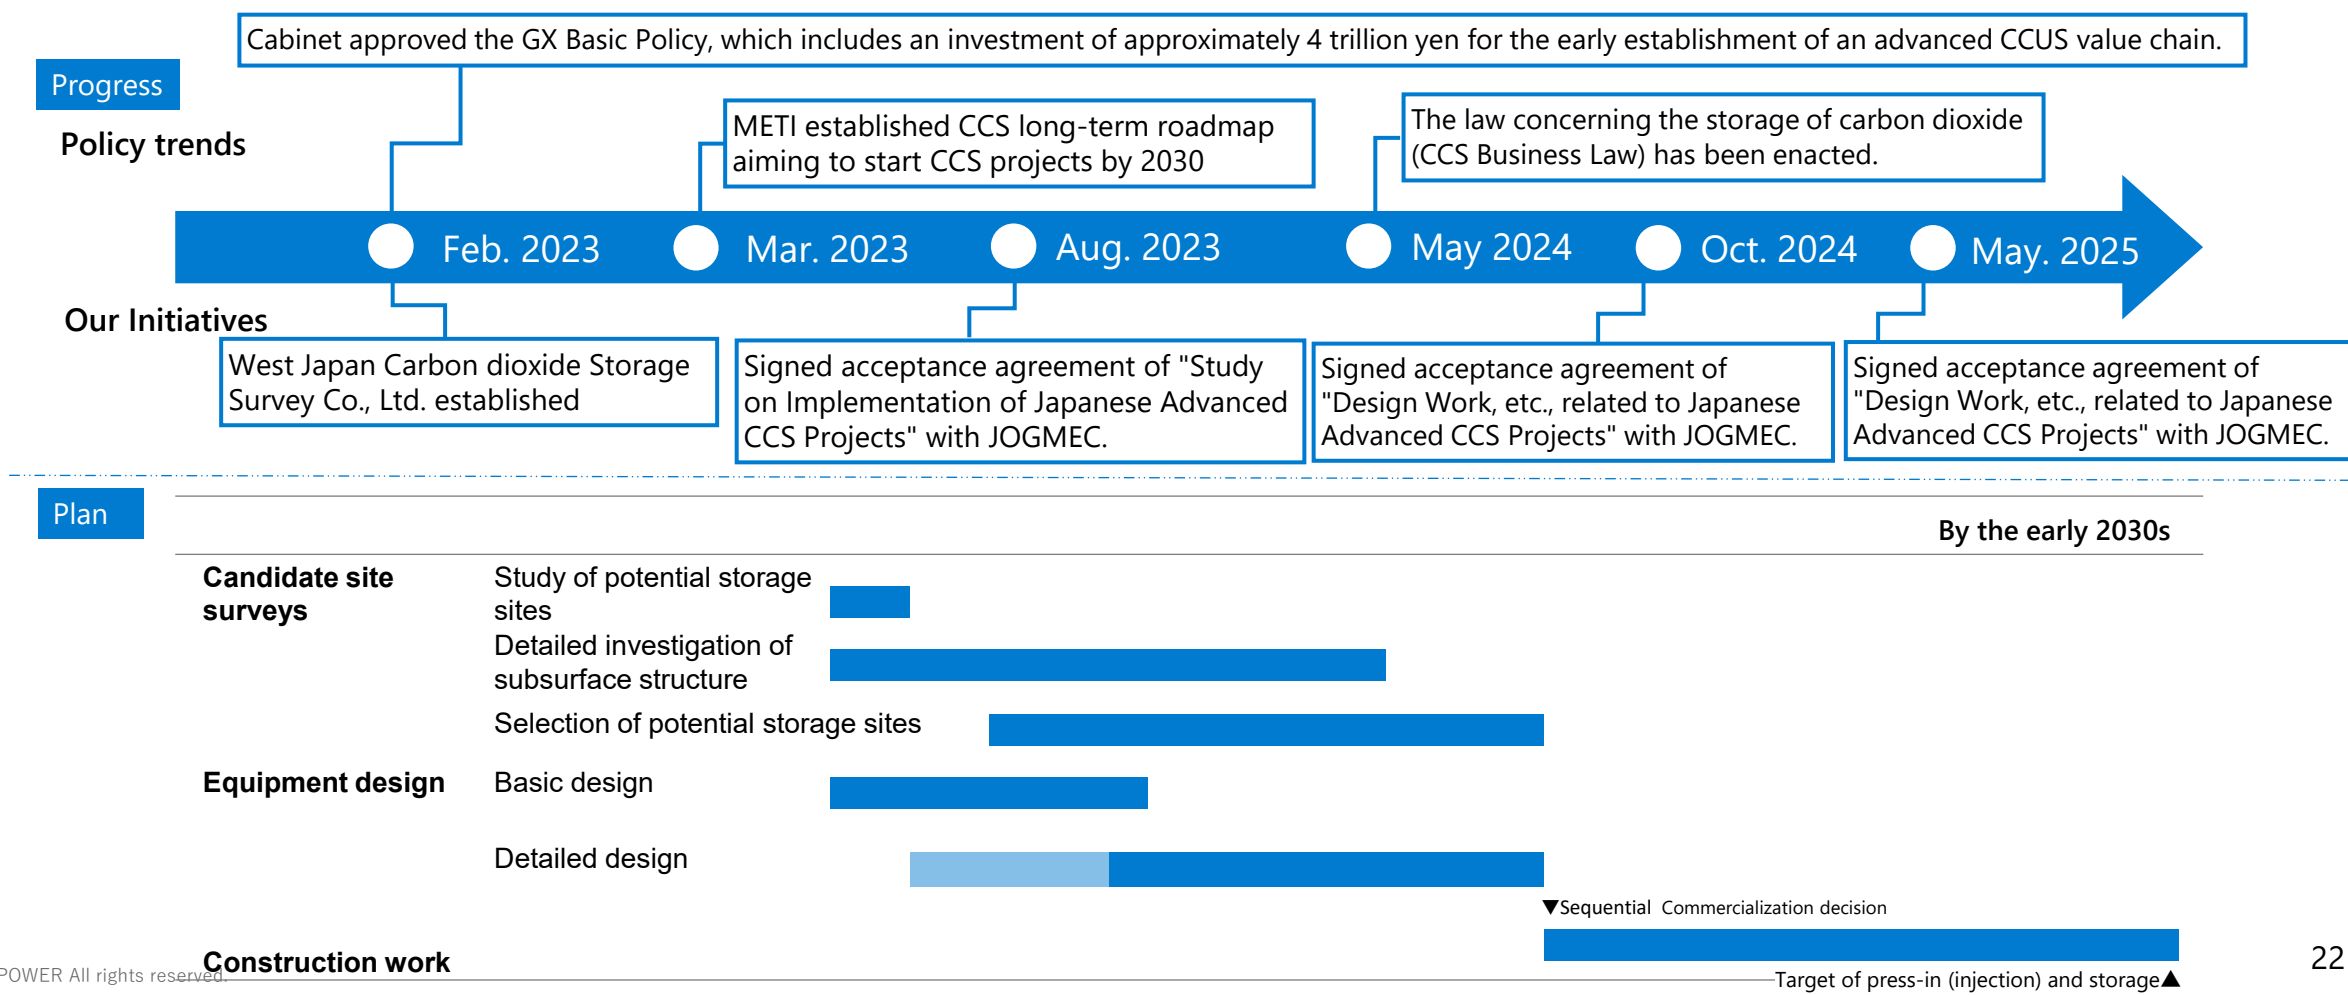 Cabinet approved the GX Basic Policy, which includes an investment of approximately 4 trillion yen for the early establishment of an advanced CCUS value chain.
Progress
Policy trends
METI established CCS long-term roadmap
aiming to start CCS projects by 2030
The law concerning the storage of carbon dioxide
(CCS Business Law) has been enacted.
Feb. 2023
Mar. 2023
Aug. 2023
May 2024
Oct. 2024
May. 2025
Our Initiatives
West Japan Carbon dioxide Storage
Survey Co., Ltd. established
Signed acceptance agreement of "Study
on Implementation of Japanese Advanced
CCS Projects" with JOGMEC.
Signed acceptance agreement of
"Design Work, etc., related to Japanese
Advanced CCS Projects" with JOGMEC.
Signed acceptance agreement of
"Design Work, etc., related to Japanese
Advanced CCS Projects" with JOGMEC.
Plan
By the early 2030s
Candidate site
surveys
Study of potential storage
sites
Detailed investigation of
subsurface structure
Selection of potential storage sites
Equipment design
Basic design
Detailed design
▼Sequential Commercialization decision
Construction work
Target of press-in (injection) and storage▲
POWER All rights reserved.
22